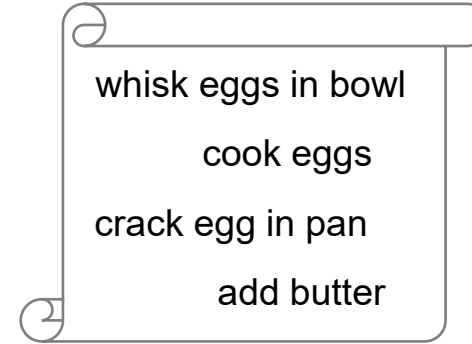 whisk eggs in bowl
cook eggs
crack egg in pan
add butter